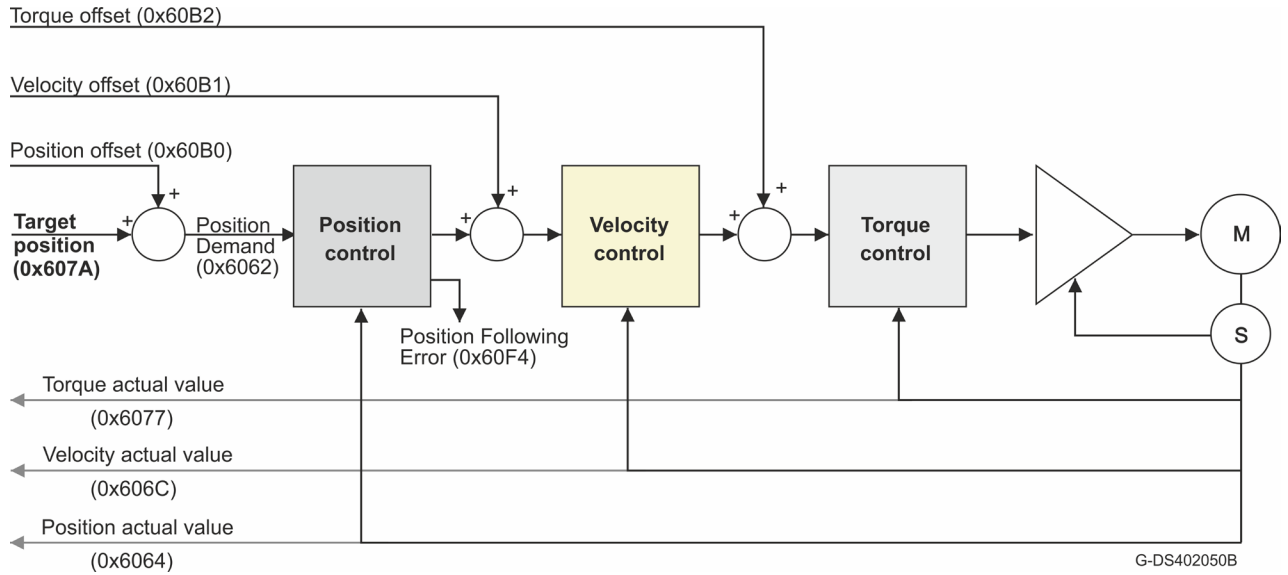 Torque offset (0x60B2)
Velocity offset (0x60B1)
Position offset (0x60B0)
+
+
+
Target
position
(0x607A)
+
Position
Demand
(0x6062)
Position
control
+
Velocity
control
+
Torque
control
M
S
Position Following
Error (0x60F4)
Torque actual value
(0x6077)
Velocity actual value
(0x606C)
Position actual value
(0x6064)
G-DS402050B